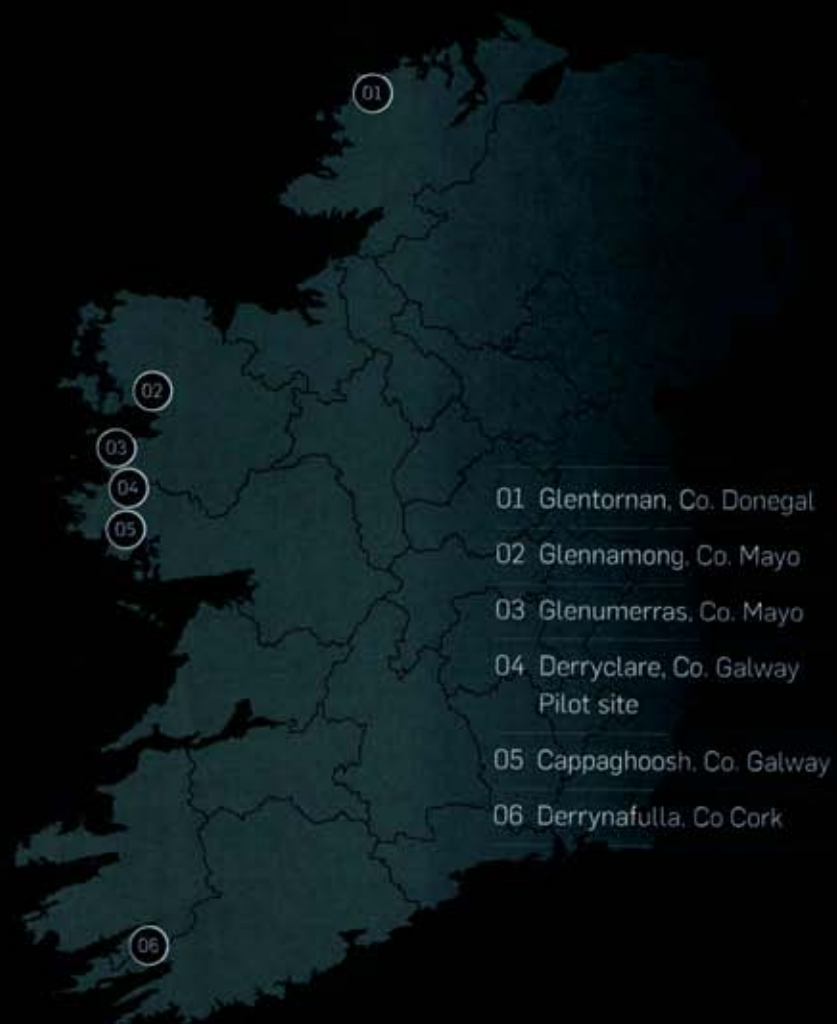 01
02
03
04
05
06
01 Glentornan, Co. Donegal
02 Glennamong, Co. Mayo
03 Glenumerras, Co. Mayo
04 Derryclare, Co. Galway
Pilot site
05 Cappaghoosh, Co. Galway
06 Derrynafulla, Co Cork